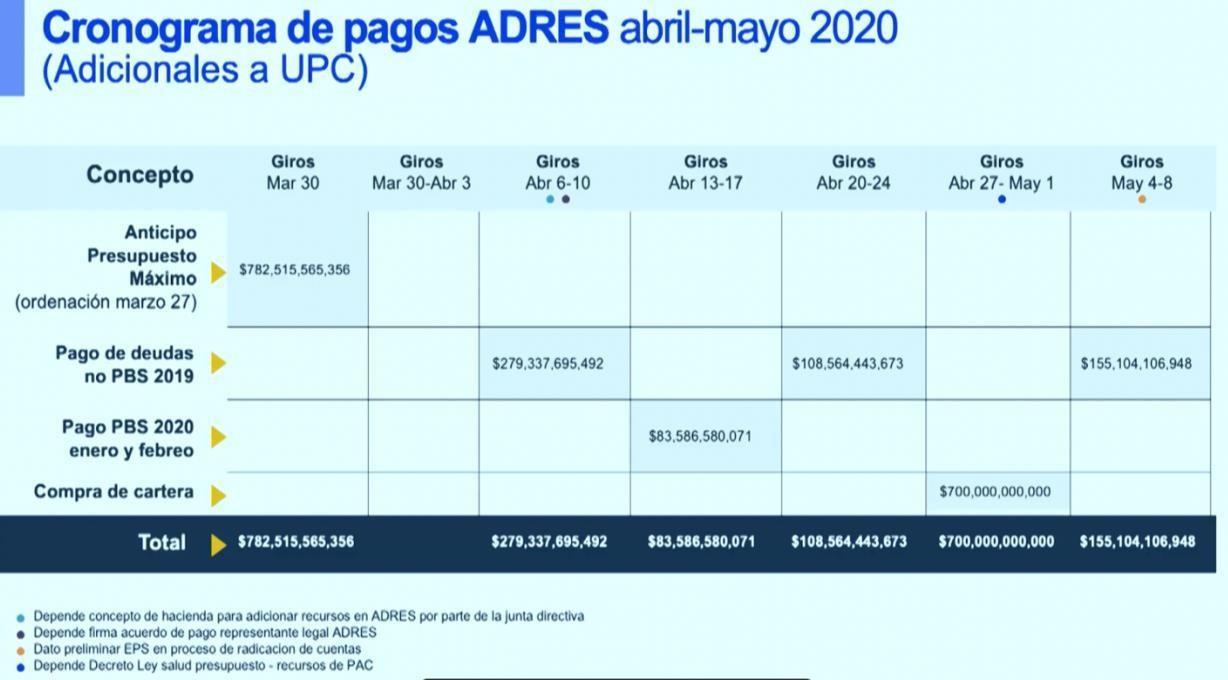 Cronograma de pagos ADRES abril-mayo 2020
(Adicionales a UPC)
Concepto
Giros
Mar 30
Giros
Mar 30-Abr 3
Giros
Abr 6-10
Giros
Abr 13-17
Giros
Abr 20-24
Giros
Abr 27- May 1
Giros
May 4-8
Anticipo
Presupuesto
Máximo
(ordenación marzo 27)
$782,515,565,356
Pago de deudas
no PBS 2019
$279,337,695,492
$108,564,443,673
$155,104,106,948
Pago PBS 2020
enero y febreo
$83,586,580,071
Compra de cartera
$700,000,000,000
Total
$782,515,565,356
$279,337,695,492
$83,586,580,071
$108,564,443,673
$700,000,000,000
$155,104,106,948
Depende concepto de hacienda para adicionar recursos en ADRES por parte de la junta directiva
Depende firma acuerdo de pago representante legal ADRES
Dato preliminar EPS en proceso de radicacion de cuentas
Depende Decreto Ley salud presupuesto - recursos de PAC